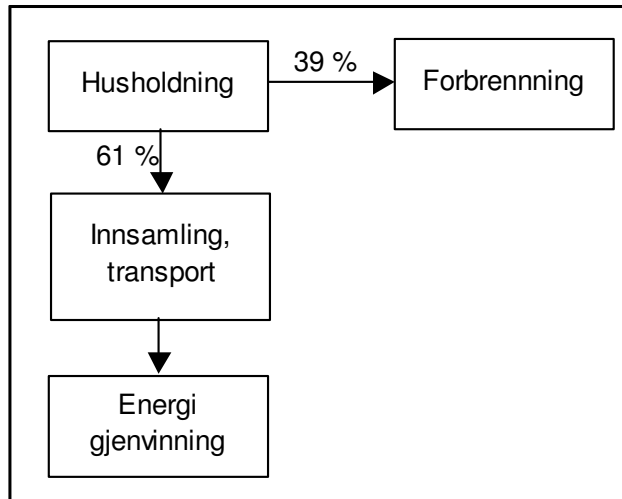 Husholdning
39 %
Forbrennning
61 %
Innsamling,
transport
Energi
gjenvinning